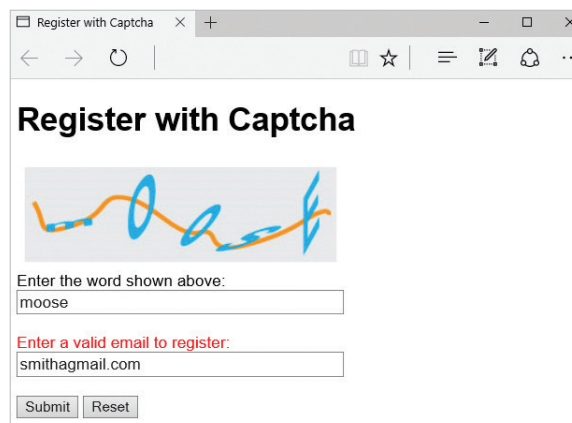 Register with Captcha
Register with Captcha
moose
Enter the word shown above:
moose
Enter a valid email to register:
smithagmail.com
Submit Reset